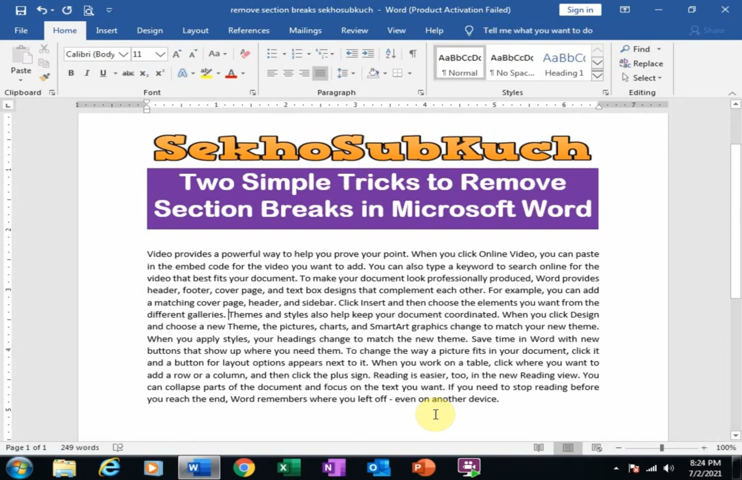 remove section breaks sekhosubkuch - Word (Product Activation Failed)
Sign in
File Home Insert Draw Design Layout References Mailings Review View Help Tell me what you want to do Share
Calibri (Body) 11 A A Aa A
Paste
B I U abc x₂ x² A A
AaBbCcDc AaBbCcDc AaBbC
¶ Normal ¶ No Spac... Heading 1
Find
Replace
Select
Clipboard Font Paragraph Styles Editing
SekhoSubKuch
Two Simple Tricks to Remove
Section Breaks in Microsoft Word
Video provides a powerful way to help you prove your point. When you click Online Video, you can paste
in the embed code for the video you want to add. You can also type a keyword to search online for the
video that best fits your document. To make your document look professionally produced, Word provides
header, footer, cover page, and text box designs that complement each other. For example, you can add
a matching cover page, header, and sidebar. Click Insert and then choose the elements you want from the
different galleries. Themes and styles also help keep your document coordinated. When you click Design
and choose a new Theme, the pictures, charts, and SmartArt graphics change to match your new theme.
When you apply styles, your headings change to match the new theme. Save time in Word with new
buttons that show up where you need them. To change the way a picture fits in your document, click it
and a button for layout options appears next to it. When you work on a table, click where you want to
add a row or a column, and then click the plus sign. Reading is easier, too, in the new Reading view. You
can collapse parts of the document and focus on the text you want. If you need to stop reading before
you reach the end, Word remembers where you left off - even on another device.
Page 1 of 1 249 words 100%
8:24 PM
7/2/2021